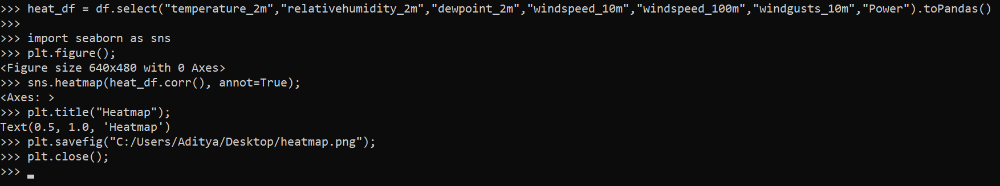 >>> heat_df = df.select("temperature_2m","relativehumidity_2m","dewpoint_2m","windspeed_10m","windspeed_100m","windgusts_10m","Power").toPandas()
>>>
>>> import seaborn as sns
>>> plt.figure();
<Figure size 640x480 with 0 Axes>
>>> sns.heatmap(heat_df.corr(), annot=True);
<Axes: >
>>> plt.title("Heatmap");
Text(0.5, 1.0, 'Heatmap')
>>> plt.savefig("C:/Users/Aditya/Desktop/heatmap.png");
>>> plt.close();
>>>